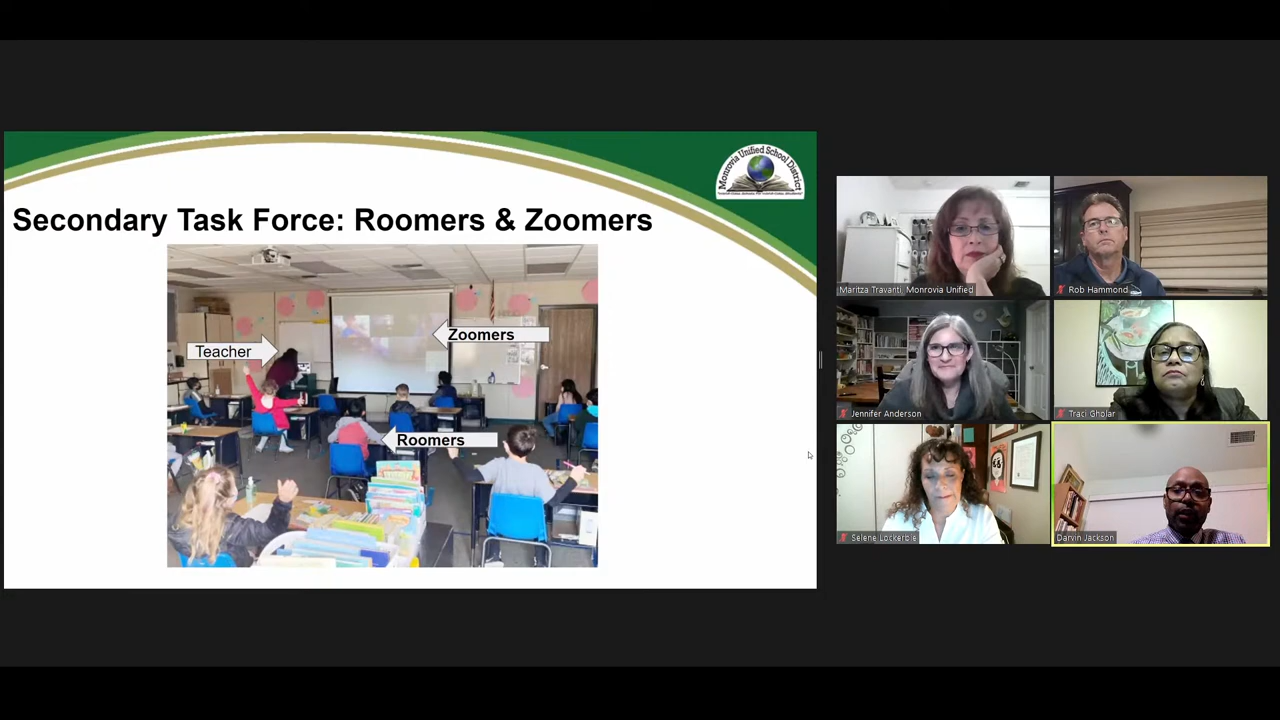 Monrovia Unified School District
Secondary Task Force: Roomers & Zoomers
Zoomers
Teacher
Roomers
Maritza Travanti, Monrovia Unified
Rob Hammond
Jennifer Anderson
Traci Gholar
Selene Lockerbie
Darvin Jackson